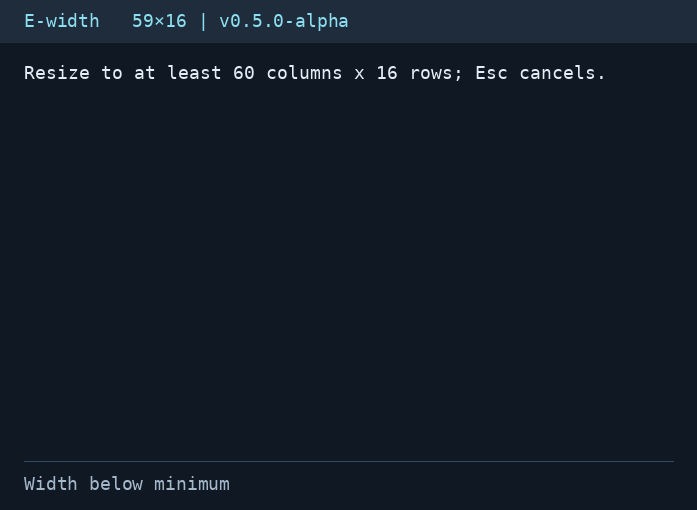 E-width   59×16 | v0.5.0-alpha
Resize to at least 60 columns x 16 rows; Esc cancels.
Width below minimum